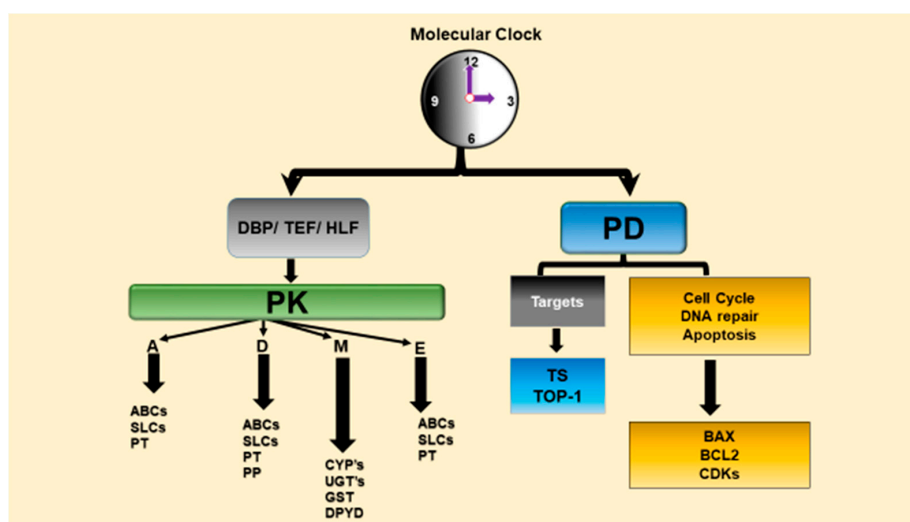 Molecular Clock
12
9
3
6
DBP/ TEF/ HLF
PD
PK
Targets
Cell Cycle
DNA repair
Apoptosis
A
D
M
E
TS
TOP-1
ABCs
SLCs
PT
ABCs
SLCs
PT
PP
CYP's
UGT's
GST
DPYD
ABCs
SLCs
PT
BAX
BCL2
CDKs